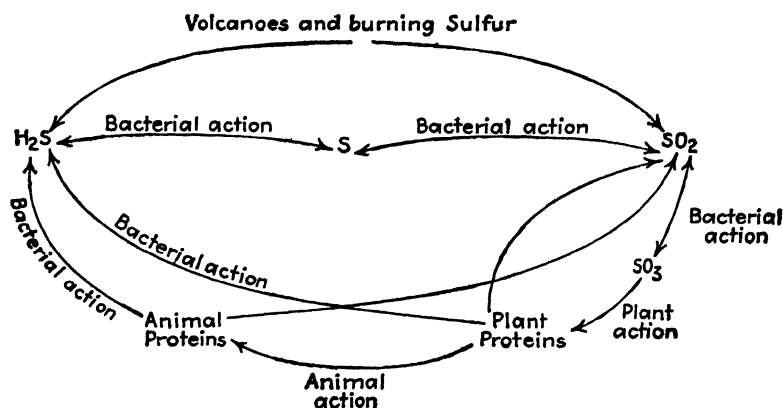 Volcanoes and burning Sulfur
Bacterial action
Bacterial action
H₂S
S
SO₂
Bacterial action
Bacterial action
Bacterial
action
SO₃
Animal
Proteins
Plant
Proteins
Plant
action
Animal
action